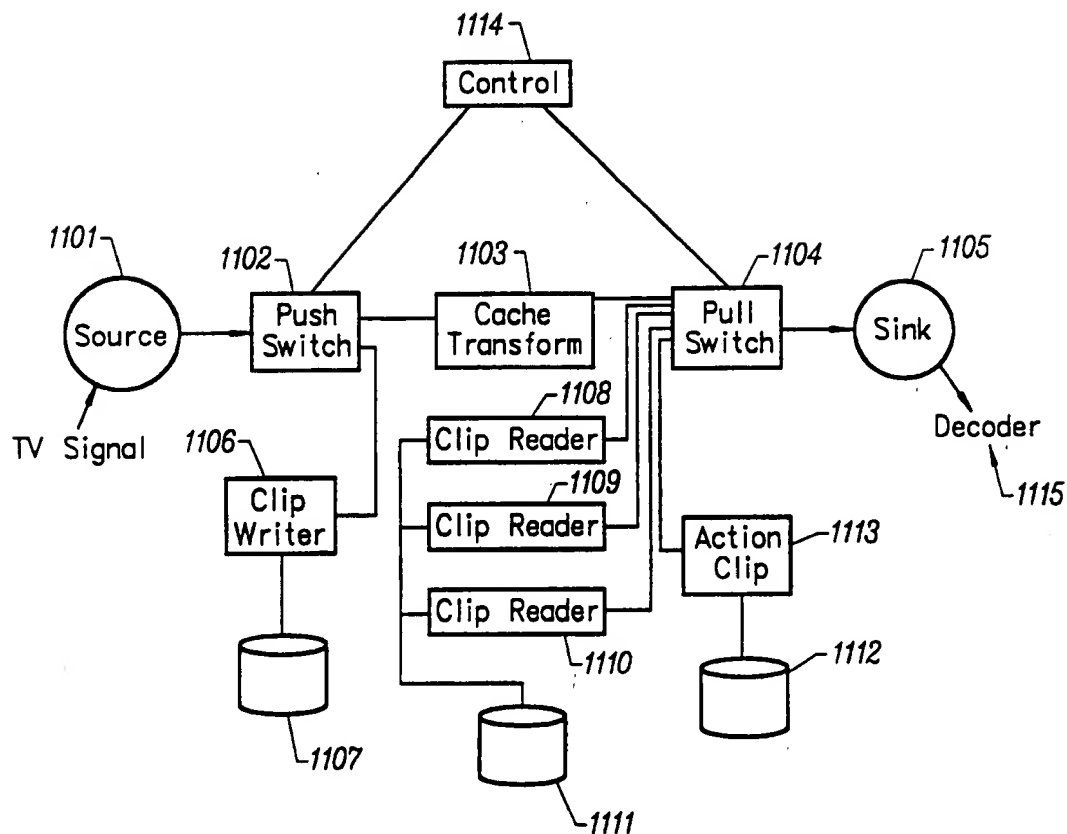 1114
Control
1101
1102
1103
1104
1105
Source
Push
Switch
Cache
Transform
Pull
Switch
Sink
TV Signal
1106
Clip
Writer
1107
1108
Clip Reader
1109
Clip Reader
Clip Reader
1110
1111
Action
Clip
1113
1112
Decoder
1115